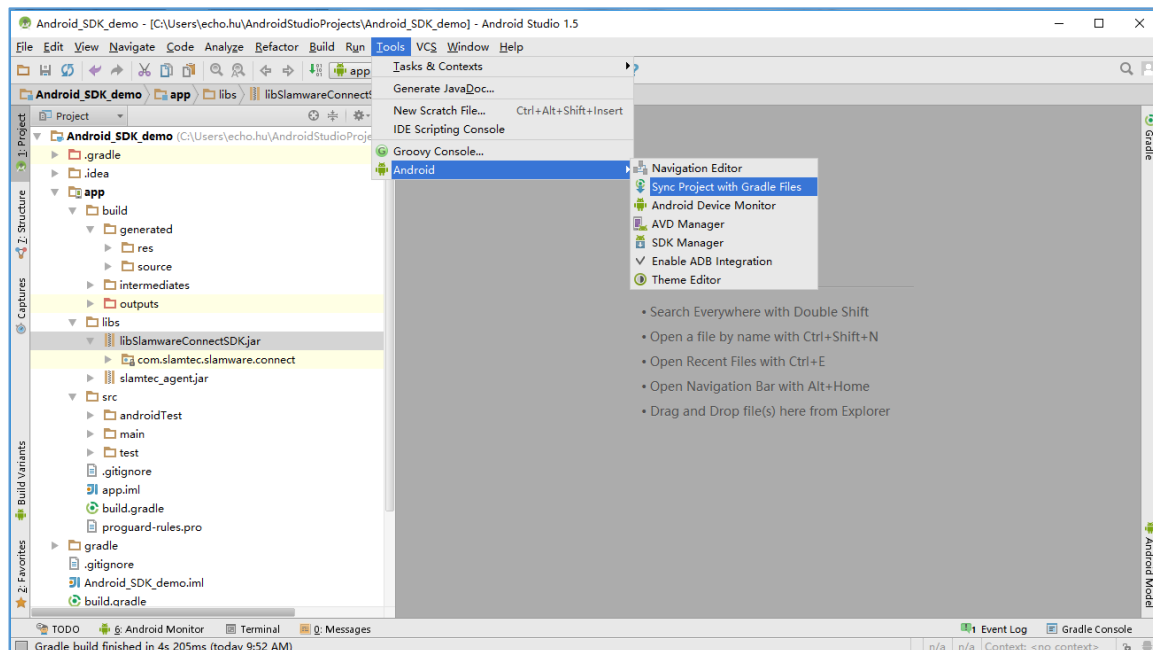 Android_SDK_demo - [C:\Users\echo.hu\AndroidStudioProjects\Android_SDK_demo] - Android Studio 1.5
File Edit View Navigate Code Analyze Refactor Build Run Tools VCS Window Help
app
?
Android_SDK_demo app libs libSlamwareConnectS
Tasks & Contexts
Generate JavaDoc...
New Scratch File... Ctrl+Alt+Shift+Insert
IDE Scripting Console
Groovy Console...
Android
Navigation Editor
Sync Project with Gradle Files
Android Device Monitor
AVD Manager
SDK Manager
Enable ADB Integration
Theme Editor
1: Project
7: Structure
Captures
Build Variants
2: Favorites
Project
Android_SDK_demo (C:\Users\echo.hu\AndroidStudioProje
.gradle
.idea
app
build
generated
res
source
intermediates
outputs
libs
libSlamwareConnectSDK.jar
com.slamtec.slamware.connect
slamtec_agent.jar
src
androidTest
main
test
.gitignore
app.iml
build.gradle
proguard-rules.pro
gradle
.gitignore
Android_SDK_demo.iml
build.gradle
• Search Everywhere with Double Shift
• Open a file by name with Ctrl+Shift+N
• Open Recent Files with Ctrl+E
• Open Navigation Bar with Alt+Home
• Drag and Drop file(s) here from Explorer
Gradle
Android Model
TODO 6: Android Monitor Terminal 0: Messages 1 Event Log Gradle Console
Gradle build finished in 4s 205ms (today 9:52 AM) n/a n/a Context: <no context>